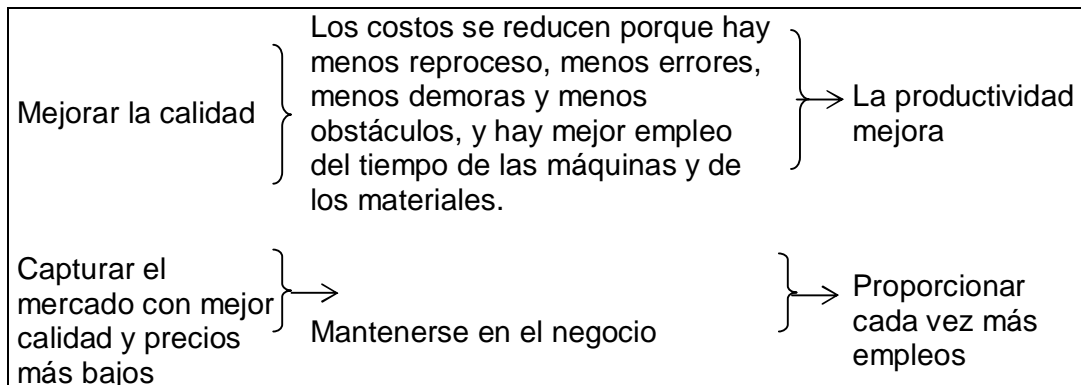 Mejorar la calidad
Los costos se reducen porque hay
menos reproceso, menos errores,
menos demoras y menos
obstáculos, y hay mejor empleo
del tiempo de las máquinas y de
los materiales.
La productividad
mejora
Capturar el
mercado con mejor
calidad y precios
más bajos
Mantenerse en el negocio
Proporcionar
cada vez más
empleos